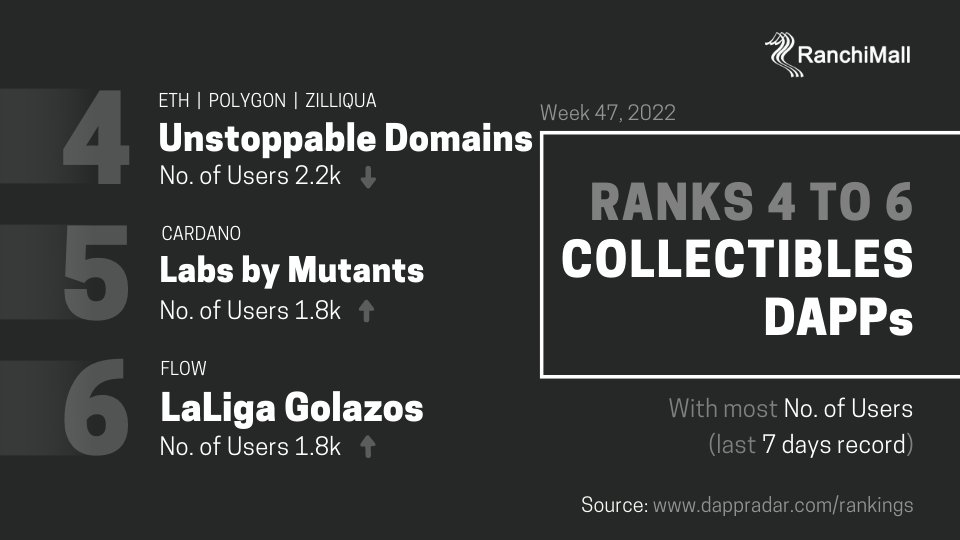 RanchiMall
4
ETH | POLYGON | ZILLIQUA
Unstoppable Domains
No. of Users 2.2k
5
CARDANO
Labs by Mutants
No. of Users 1.8k
6
FLOW
LaLiga Golazos
No. of Users 1.8k
Week 47, 2022
RANKS 4 TO 6
COLLECTIBLES
DAPPs
With most No. of Users
(last 7 days record)
Source: www.dappradar.com/rankings